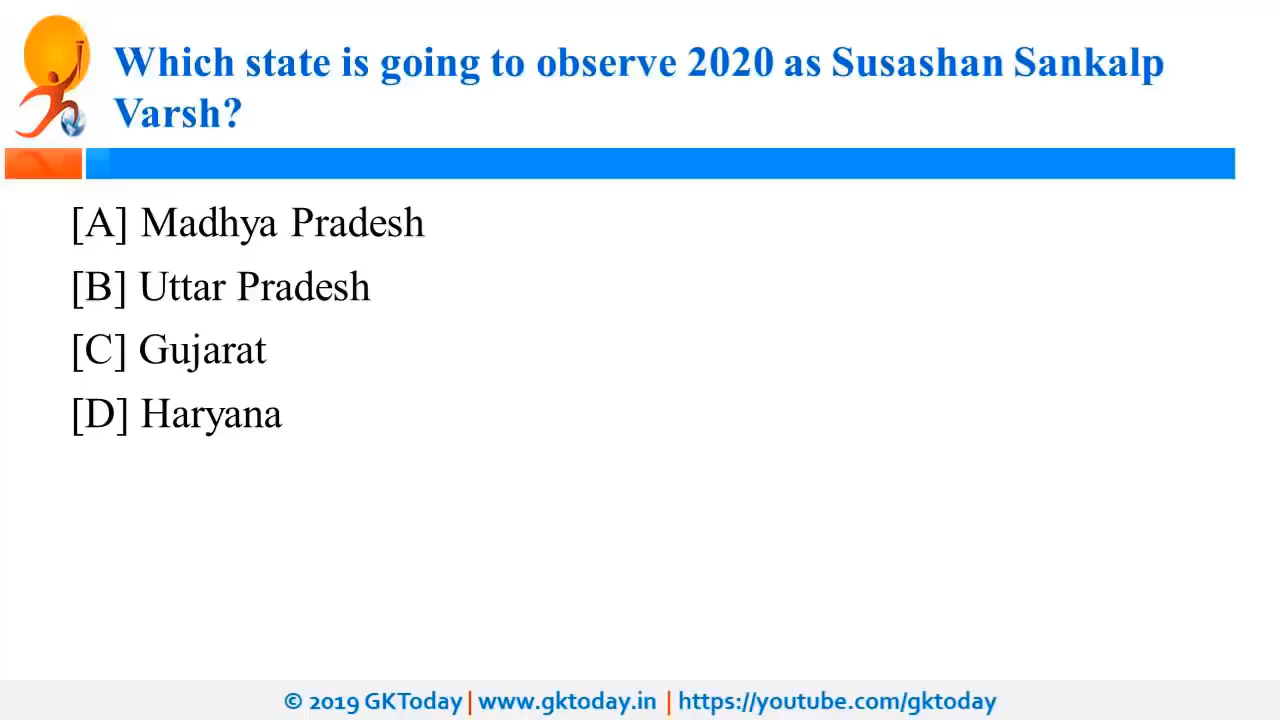 Which state is going to observe 2020 as Susashan Sankalp
Varsh?
[A] Madhya Pradesh
[B] Uttar Pradesh
[C] Gujarat
[D] Haryana
© 2019 GKToday | www.gktoday.in | https://youtube.com/gktoday